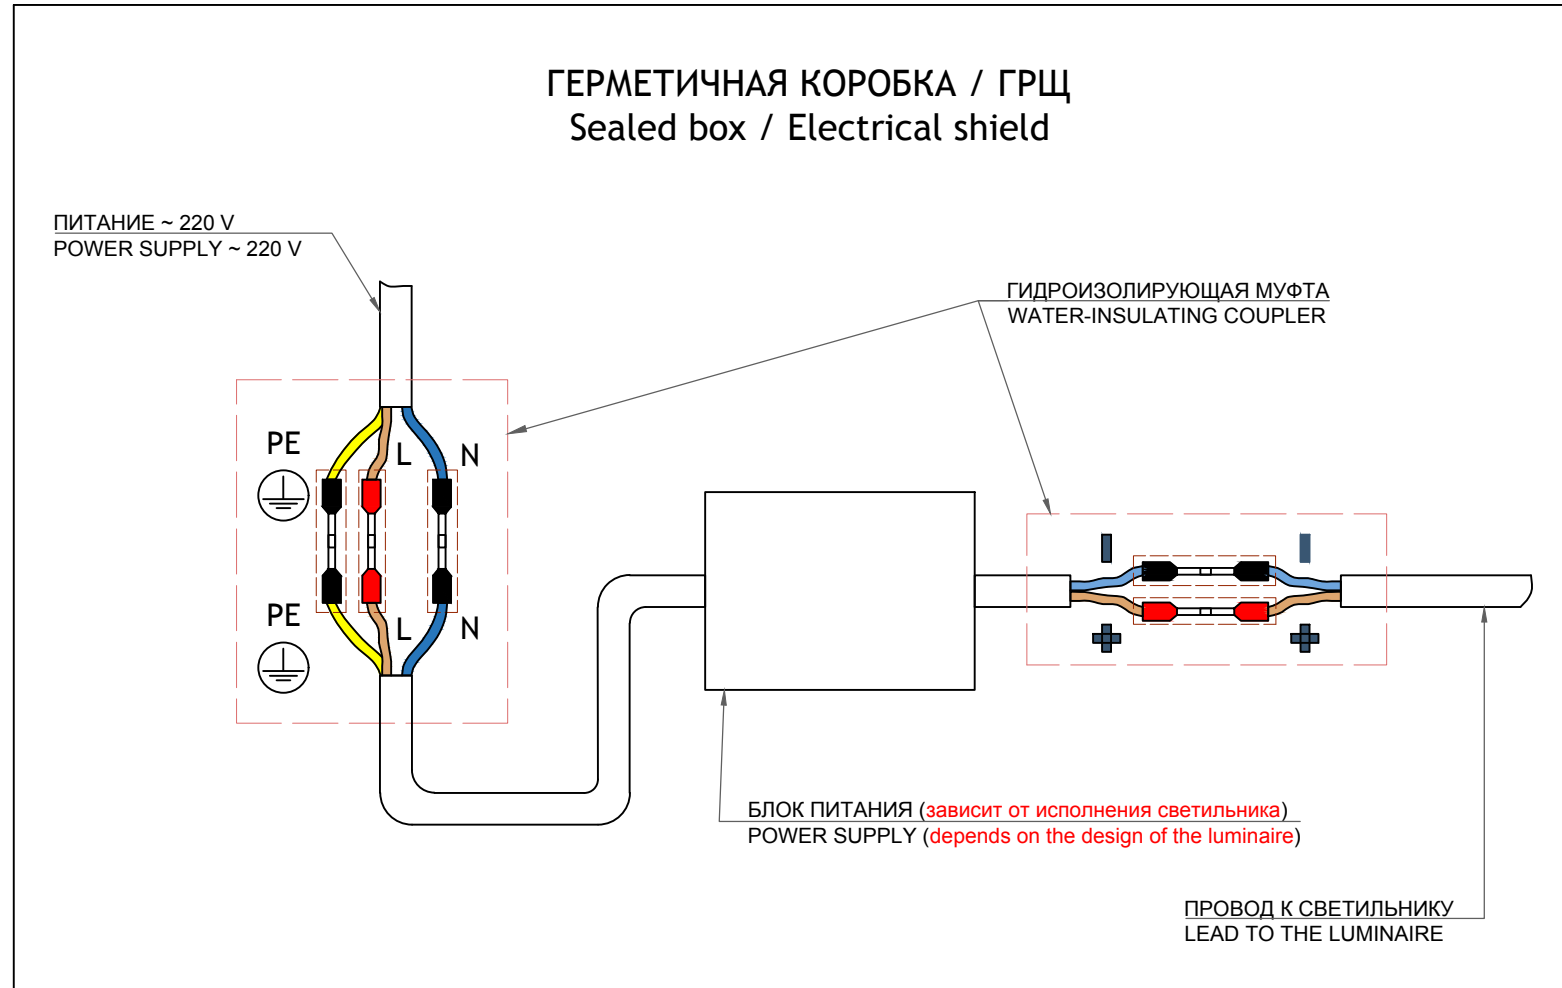 ГЕРМЕТИЧНАЯ КОРОБКА / ГРЩ
Sealed box / Electrical shield
ПИТАНИЕ ~ 220 V
POWER SUPPLY ~ 220 V
ГИДРОИЗОЛИРУЮЩАЯ МУФТА
WATER-INSULATING COUPLER
PE
L
N
PE
L
N
БЛОК ПИТАНИЯ (зависит от исполнения светильника)
POWER SUPPLY (depends on the design of the luminaire)
ПРОВОД К СВЕТИЛЬНИКУ
LEAD TO THE LUMINAIRE